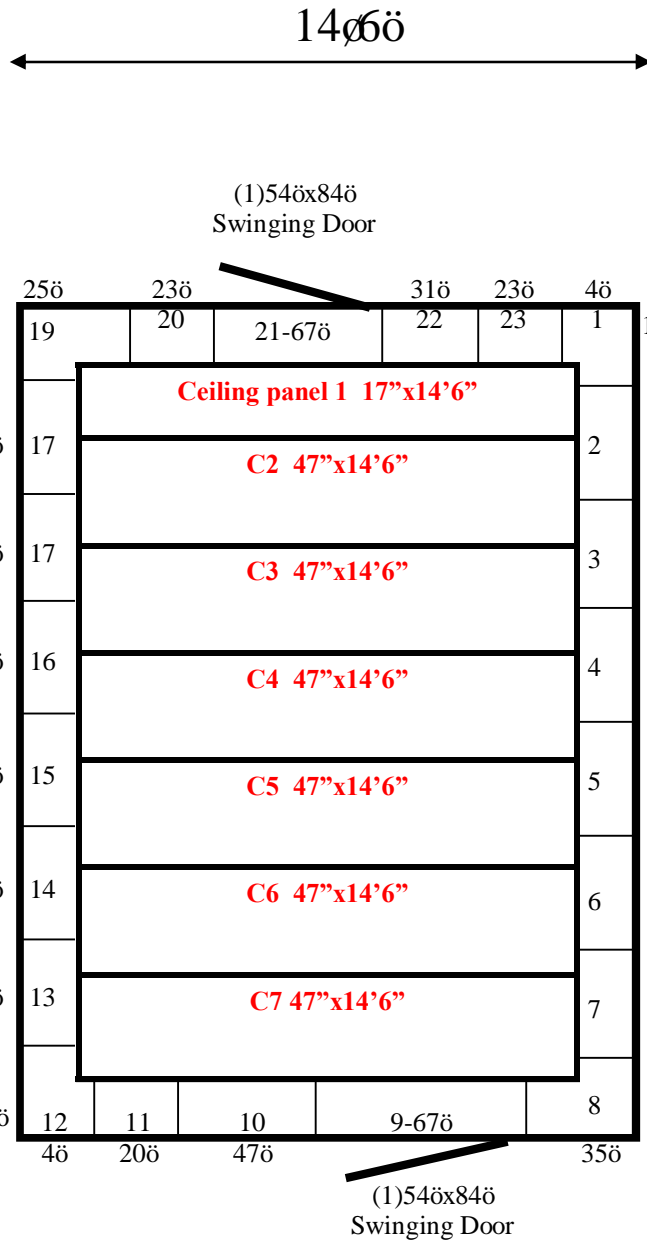 14ø6ö
(1)54öx84ö
Swinging Door
25ö 23ö 31ö 23ö 4ö
19 20 21-67ö 22 23 1 1
Ceiling panel 1 17”x14’6”
ö 17 C2 47”x14’6” 2
ö 17 C3 47”x14’6” 3
ö 16 C4 47”x14’6” 4
ö 15 C5 47”x14’6” 5
ö 14 C6 47”x14’6” 6
ö 13 C7 47”x14’6” 7
ö 12 11 10 9-67ö 8
4ö 20ö 47ö 35ö
(1)54öx84ö
Swinging Door